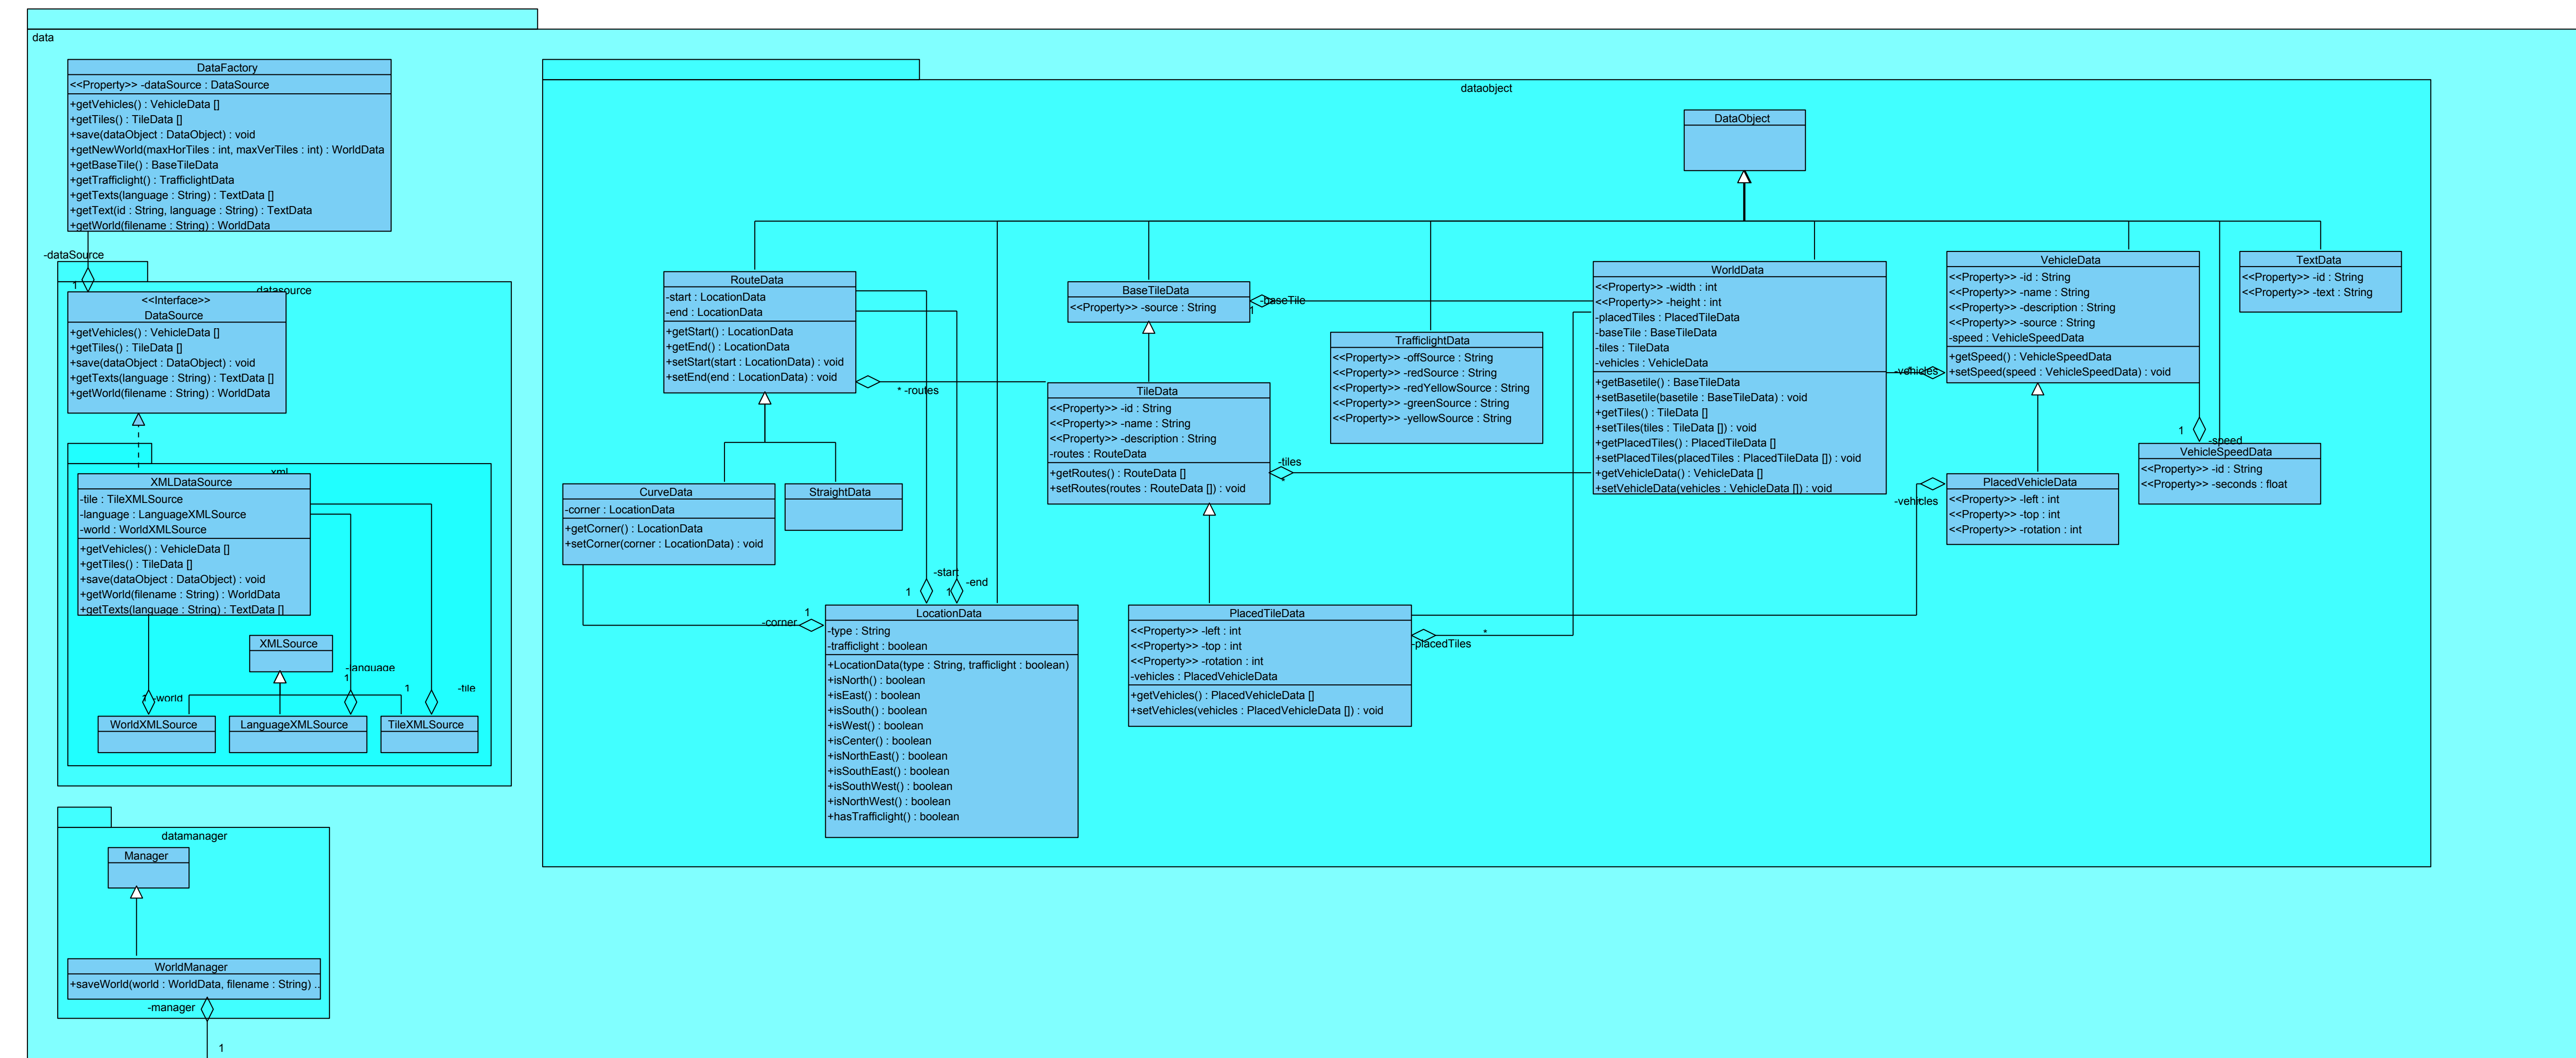 data
DataFactory
<<Property>> -dataSource : DataSource
+getVehicles() : VehicleData []
+getTiles() : TileData []
+save(dataObject : DataObject) : void
+getNewWorld(maxHorTiles : int, maxVerTiles : int) : WorldData
+getBaseTile() : BaseTileData
+getTrafficlight() : TrafficlightData
+getTexts(language : String) : TextData []
+getText(id : String, language : String) : TextData
+getWorld(filename : String) : WorldData
-dataSource
1
datasource
<<Interface>>
DataSource
+getVehicles() : VehicleData []
+getTiles() : TileData []
+save(dataObject : DataObject) : void
+getTexts(language : String) : TextData []
+getWorld(filename : String) : WorldData
xml
XMLDataSource
-tile : TileXMLSource
-language : LanguageXMLSource
-world : WorldXMLSource
+getVehicles() : VehicleData []
+getTiles() : TileData []
+save(dataObject : DataObject) : void
+getWorld(filename : String) : WorldData
+getTexts(language : String) : TextData []
XMLSource
-language
1
1
-tile
1
-world
WorldXMLSource
LanguageXMLSource
TileXMLSource
datamanager
Manager
WorldManager
+saveWorld(world : WorldData, filename : String) ..
-manager
1
dataobject
DataObject
RouteData
-start : LocationData
-end : LocationData
+getStart() : LocationData
+getEnd() : LocationData
+setStart(start : LocationData) : void
+setEnd(end : LocationData) : void
* -routes
BaseTileData
<<Property>> -source : String
-baseTile
1
TrafficlightData
<<Property>> -offSource : String
<<Property>> -redSource : String
<<Property>> -redYellowSource : String
<<Property>> -greenSource : String
<<Property>> -yellowSource : String
WorldData
<<Property>> -width : int
<<Property>> -height : int
-placedTiles : PlacedTileData
-baseTile : BaseTileData
-tiles : TileData
-vehicles : VehicleData
+getBasetile() : BaseTileData
+setBasetile(basetile : BaseTileData) : void
+getTiles() : TileData []
+setTiles(tiles : TileData []) : void
+getPlacedTiles() : PlacedTileData []
+setPlacedTiles(placedTiles : PlacedTileData []) : void
+getVehicleData() : VehicleData []
+setVehicleData(vehicles : VehicleData []) : void
VehicleData
<<Property>> -id : String
<<Property>> -name : String
<<Property>> -description : String
<<Property>> -source : String
-speed : VehicleSpeedData
+getSpeed() : VehicleSpeedData
+setSpeed(speed : VehicleSpeedData) : void
-vehicles
TextData
<<Property>> -id : String
<<Property>> -text : String
TileData
<<Property>> -id : String
<<Property>> -name : String
<<Property>> -description : String
-routes : RouteData
+getRoutes() : RouteData []
+setRoutes(routes : RouteData []) : void
-tiles
*
1
-speed
VehicleSpeedData
<<Property>> -id : String
<<Property>> -seconds : float
PlacedVehicleData
<<Property>> -left : int
<<Property>> -top : int
<<Property>> -rotation : int
-vehicles
CurveData
-corner : LocationData
+getCorner() : LocationData
+setCorner(corner : LocationData) : void
StraightData
-start
-end
1
1
1
-corner
LocationData
-type : String
-trafficlight : boolean
+LocationData(type : String, trafficlight : boolean)
+isNorth() : boolean
+isEast() : boolean
+isSouth() : boolean
+isWest() : boolean
+isCenter() : boolean
+isNorthEast() : boolean
+isSouthEast() : boolean
+isSouthWest() : boolean
+isNorthWest() : boolean
+hasTrafficlight() : boolean
PlacedTileData
<<Property>> -left : int
<<Property>> -top : int
<<Property>> -rotation : int
-vehicles : PlacedVehicleData
+getVehicles() : PlacedVehicleData []
+setVehicles(vehicles : PlacedVehicleData []) : void
*
-placedTiles